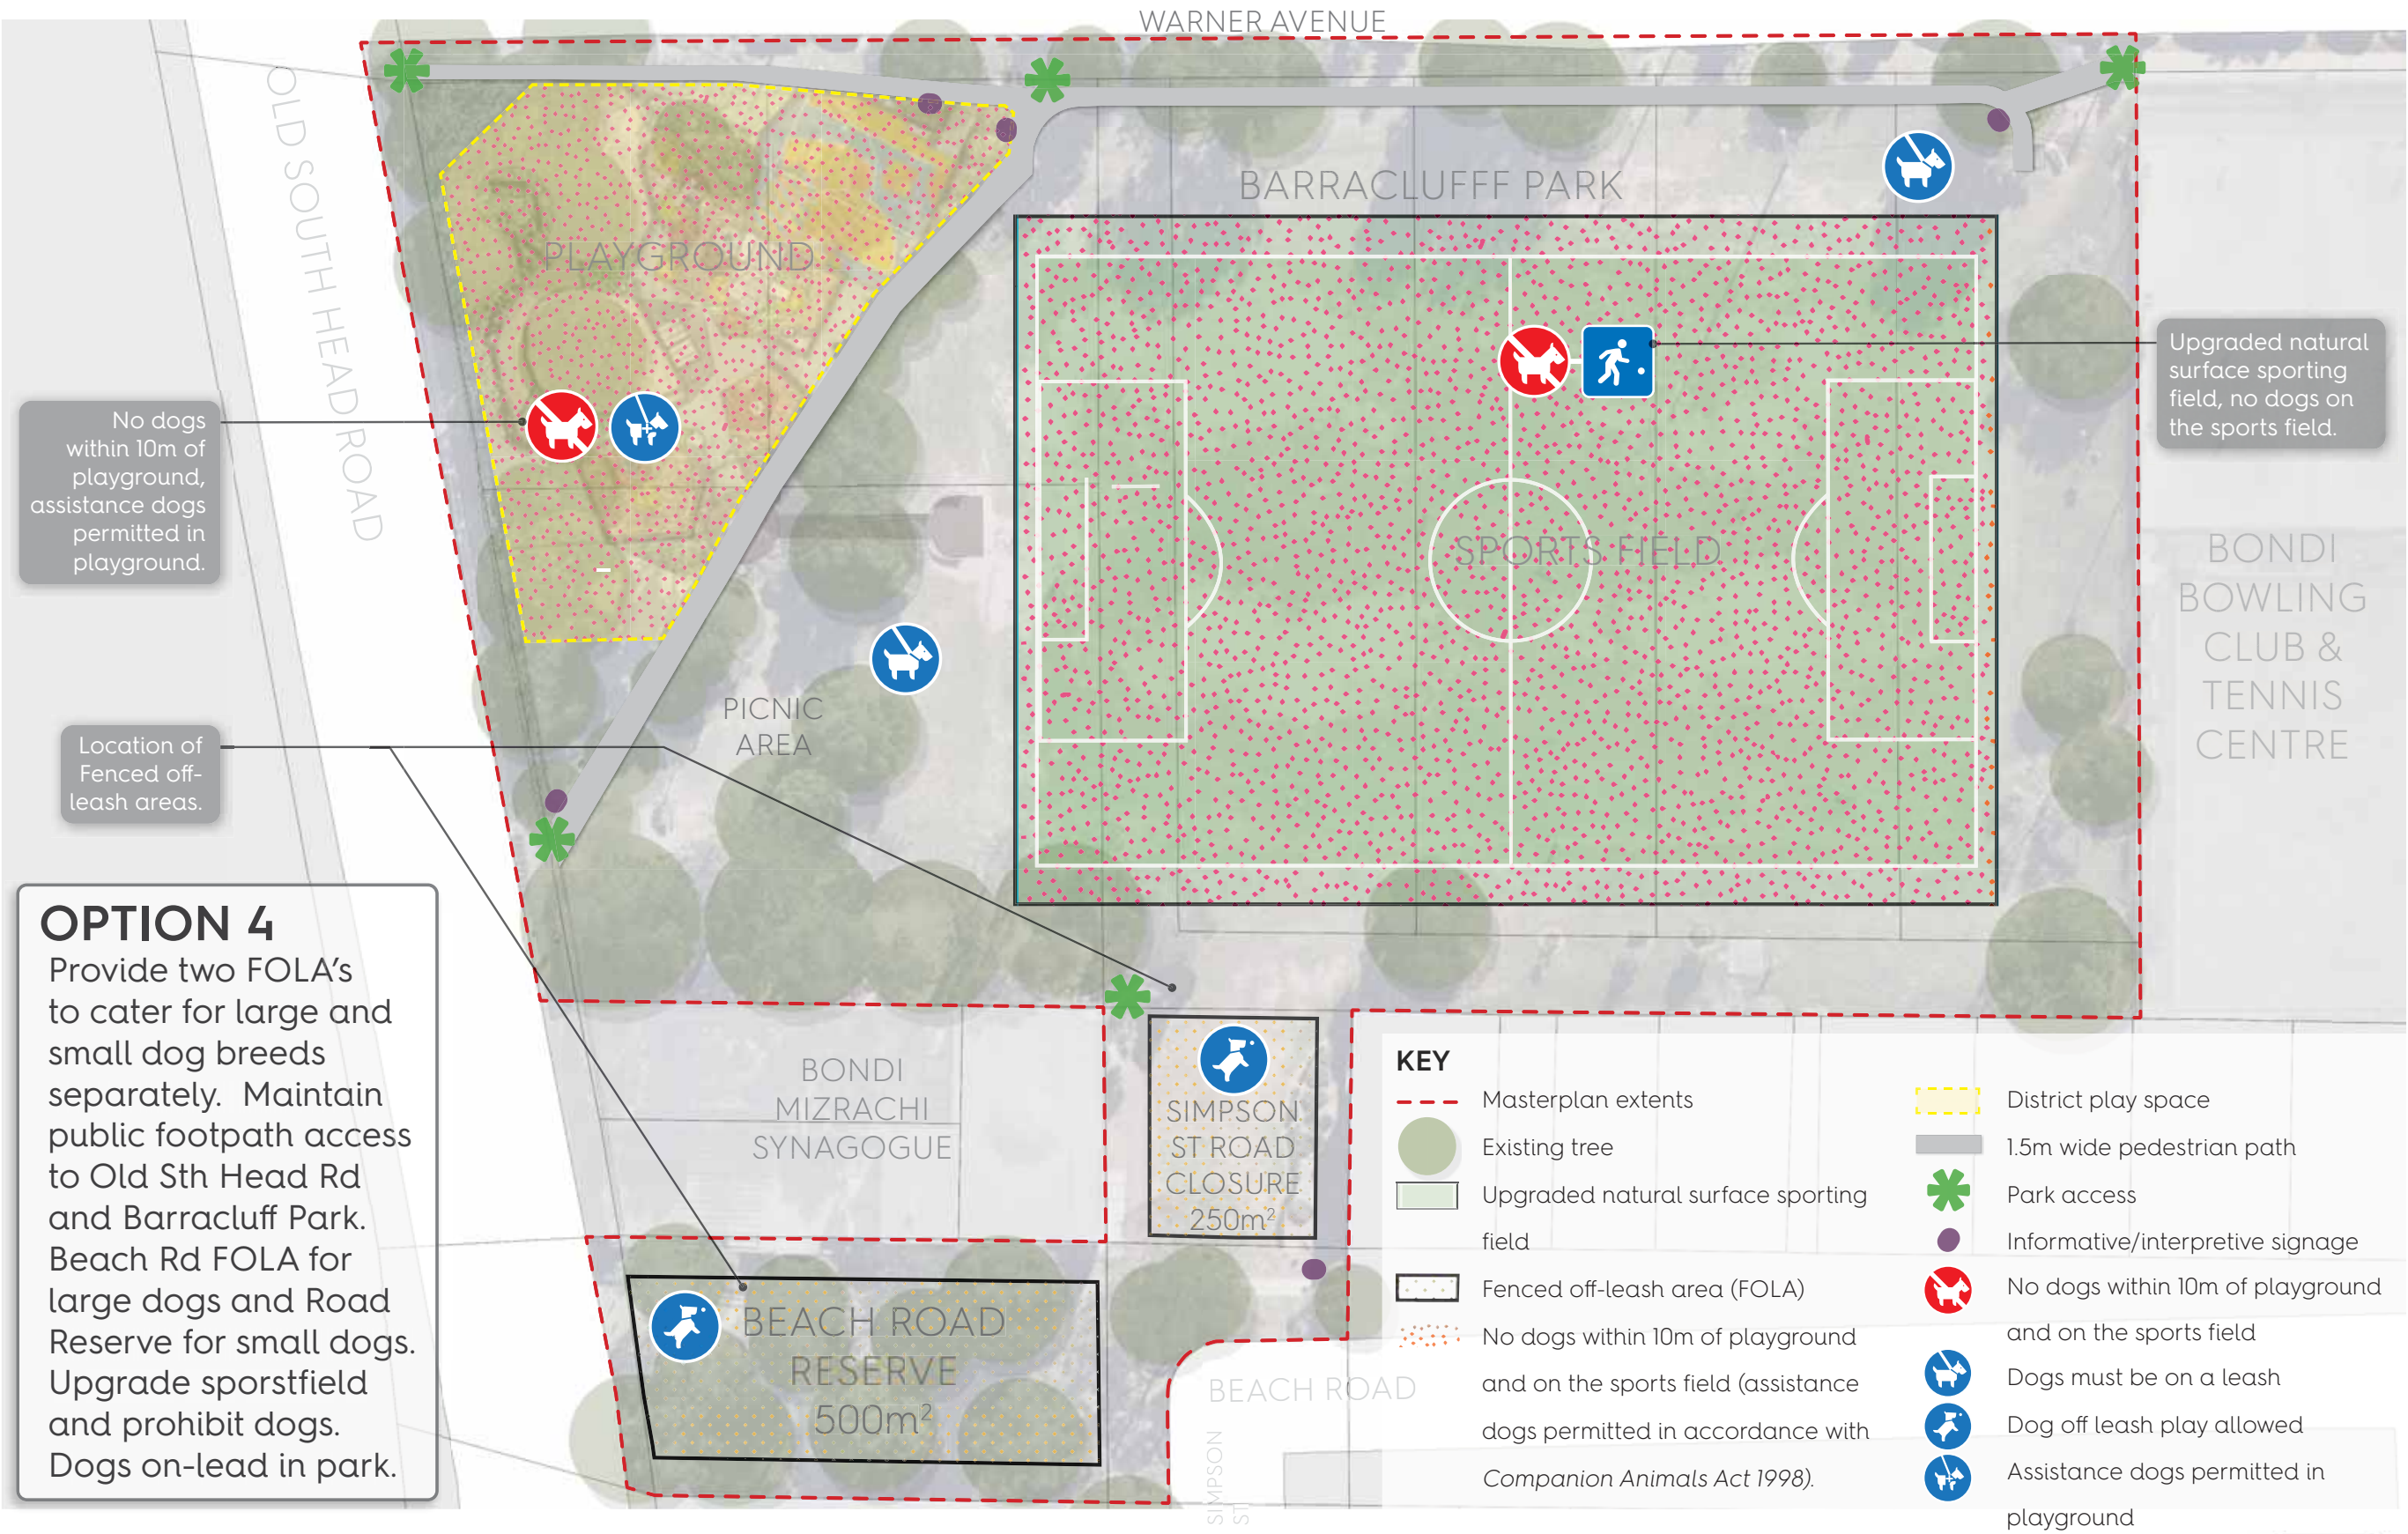 WARNER AVENUE
OLD SOUTH HEAD ROAD
BARRACLUFFF PARK
PLAYGROUND
Upgraded natural
surface sporting
field, no dogs on
the sports field.
No dogs
within 10m of
playground,
assistance dogs
permitted in
playground.
SPORTS FIELD
BONDI
BOWLING
CLUB &
TENNIS
CENTRE
PICNIC
AREA
Location of
Fenced off-
leash areas.
OPTION 4
Provide two FOLA's
to cater for large and
small dog breeds
separately. Maintain
public footpath access
to Old Sth Head Rd
and Barracluff Park.
Beach Rd FOLA for
large dogs and Road
Reserve for small dogs.
Upgrade sporstfield
and prohibit dogs.
Dogs on-lead in park.
BONDI
MIZRACHI
SYNAGOGUE
SIMPSON
ST ROAD
CLOSURE
250m²
BEACH ROAD
RESERVE
500m²
BEACH ROAD
SIMPSON
ST
KEY
Masterplan extents
Existing tree
Upgraded natural surface sporting
field
Fenced off-leash area (FOLA)
No dogs within 10m of playground
and on the sports field (assistance
dogs permitted in accordance with
Companion Animals Act 1998).
District play space
1.5m wide pedestrian path
Park access
Informative/interpretive signage
No dogs within 10m of playground
and on the sports field
Dogs must be on a leash
Dog off leash play allowed
Assistance dogs permitted in
playground